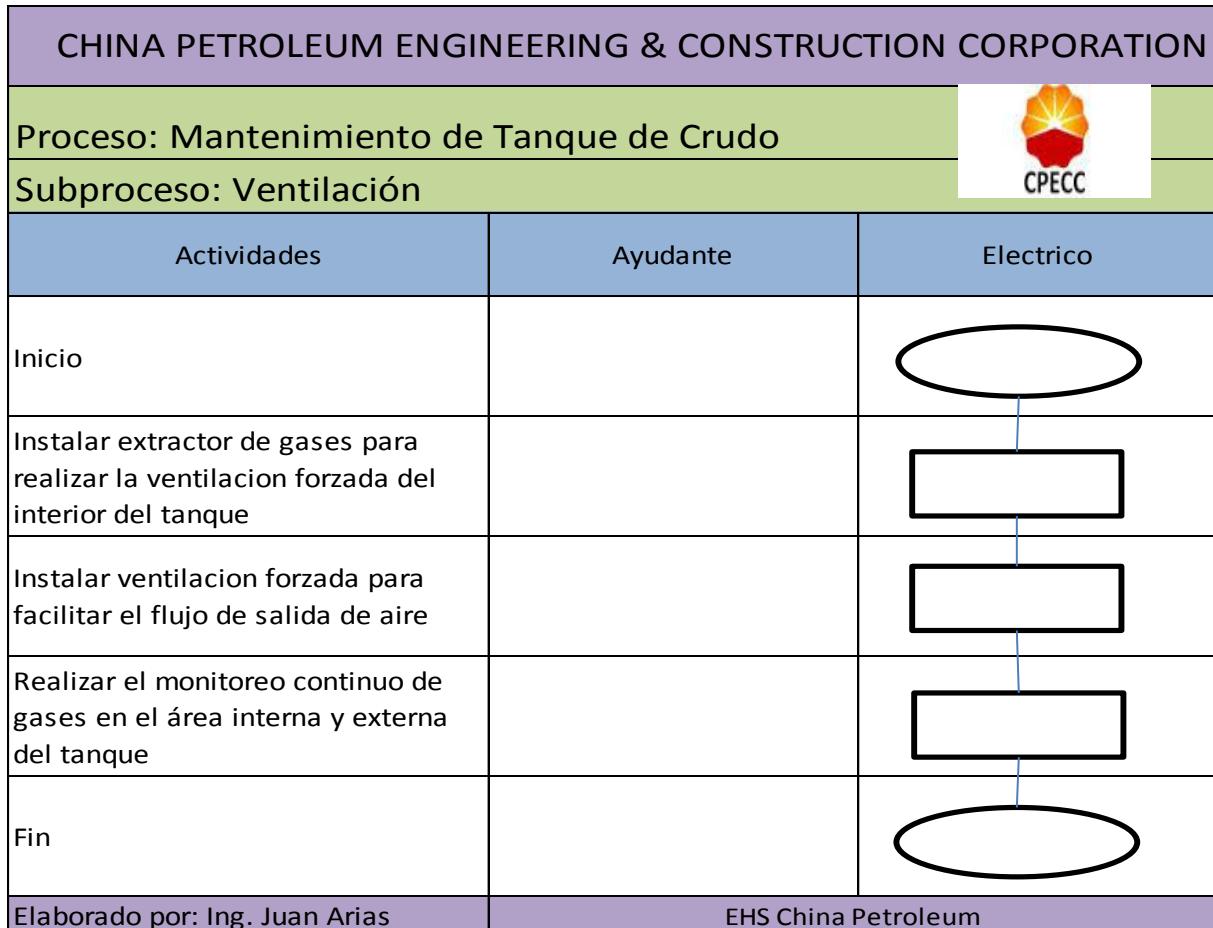 CHINA PETROLEUM ENGINEERING & CONSTRUCTION CORPORATION
Proceso: Mantenimiento de Tanque de Crudo
CPECC
Subproceso: Ventilación
Actividades
Ayudante
Electrico
Inicio
Instalar extractor de gases para
realizar la ventilacion forzada del
interior del tanque
Instalar ventilacion forzada para
facilitar el flujo de salida de aire
Realizar el monitoreo continuo de
gases en el área interna y externa
del tanque
Fin
Elaborado por: Ing. Juan Arias
EHS China Petroleum